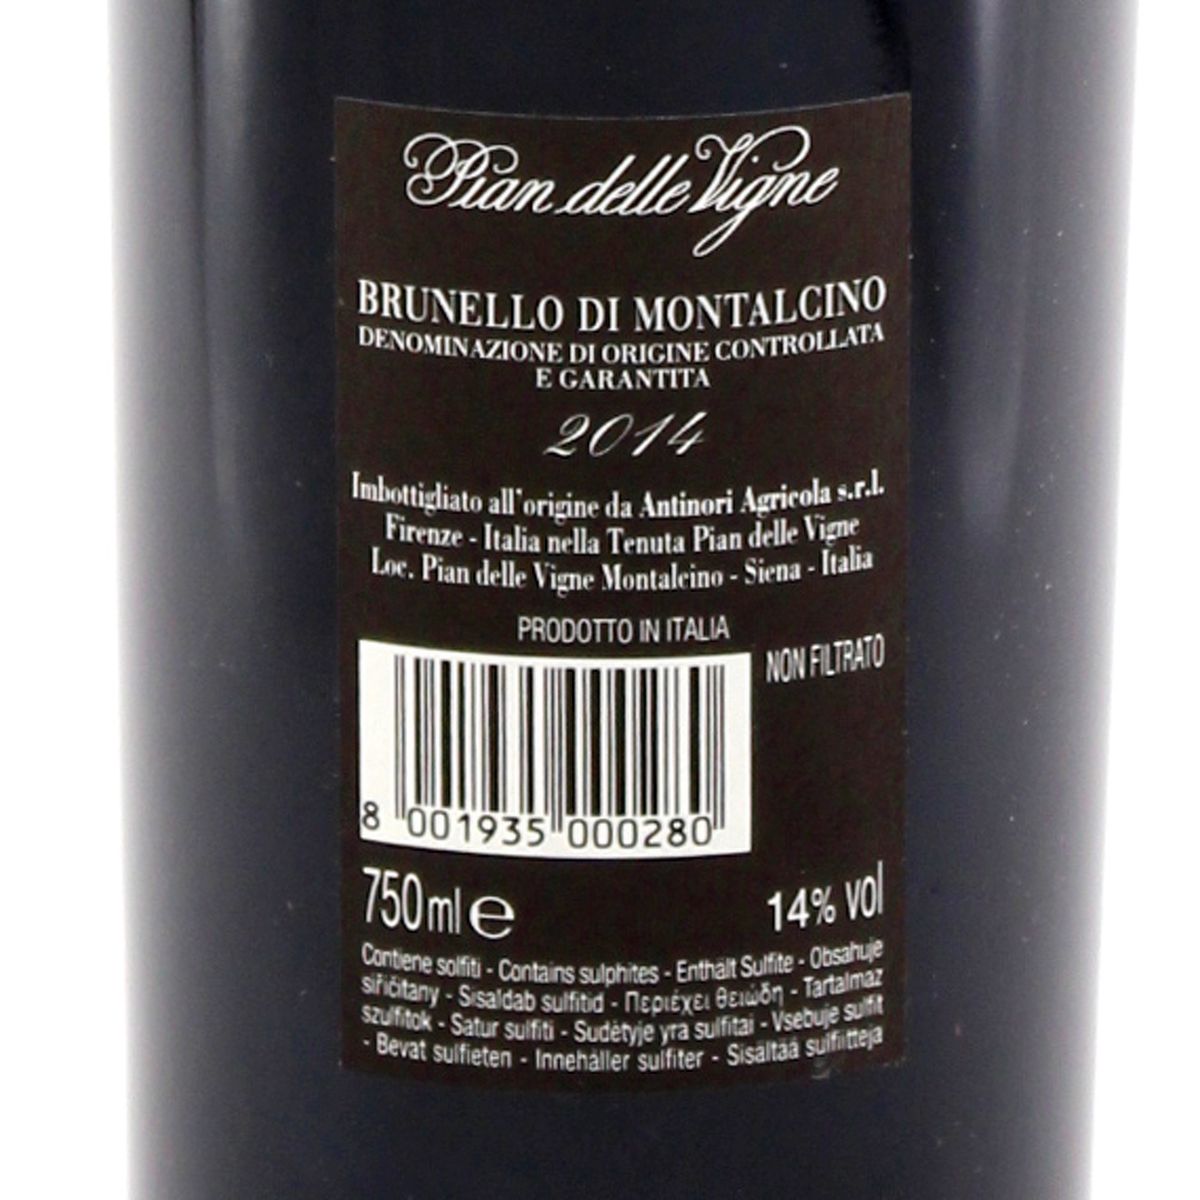 Pian delle Vigne
BRUNELLO DI MONTALCINO
DENOMINAZIONE DI ORIGINE CONTROLLATA
E GARANTITA
2014
Imbottigliato all'origine da Antinori Agricola s.r.l.
Firenze - Italia nella Tenuta Pian delle Vigne
Loc. Pian delle Vigne Montalcino - Siena - Italia
PRODOTTO IN ITALIA
NON FILTRATO
8 001935 000280
750ml e 14% vol
Contiene solfiti - Contains sulphites - Enthält Sulfite - Obsahuje
siřičitany - Sisaldab sulfitid - Περιέχει θειώδη - Tartalmaz
szulfitok - Satur sulfiti - Sudėtyje yra sulfitai - Vsebuje sulfit
- Bevat sulfieten - Innehåller sulfiter - Sisältää sulfiitteja